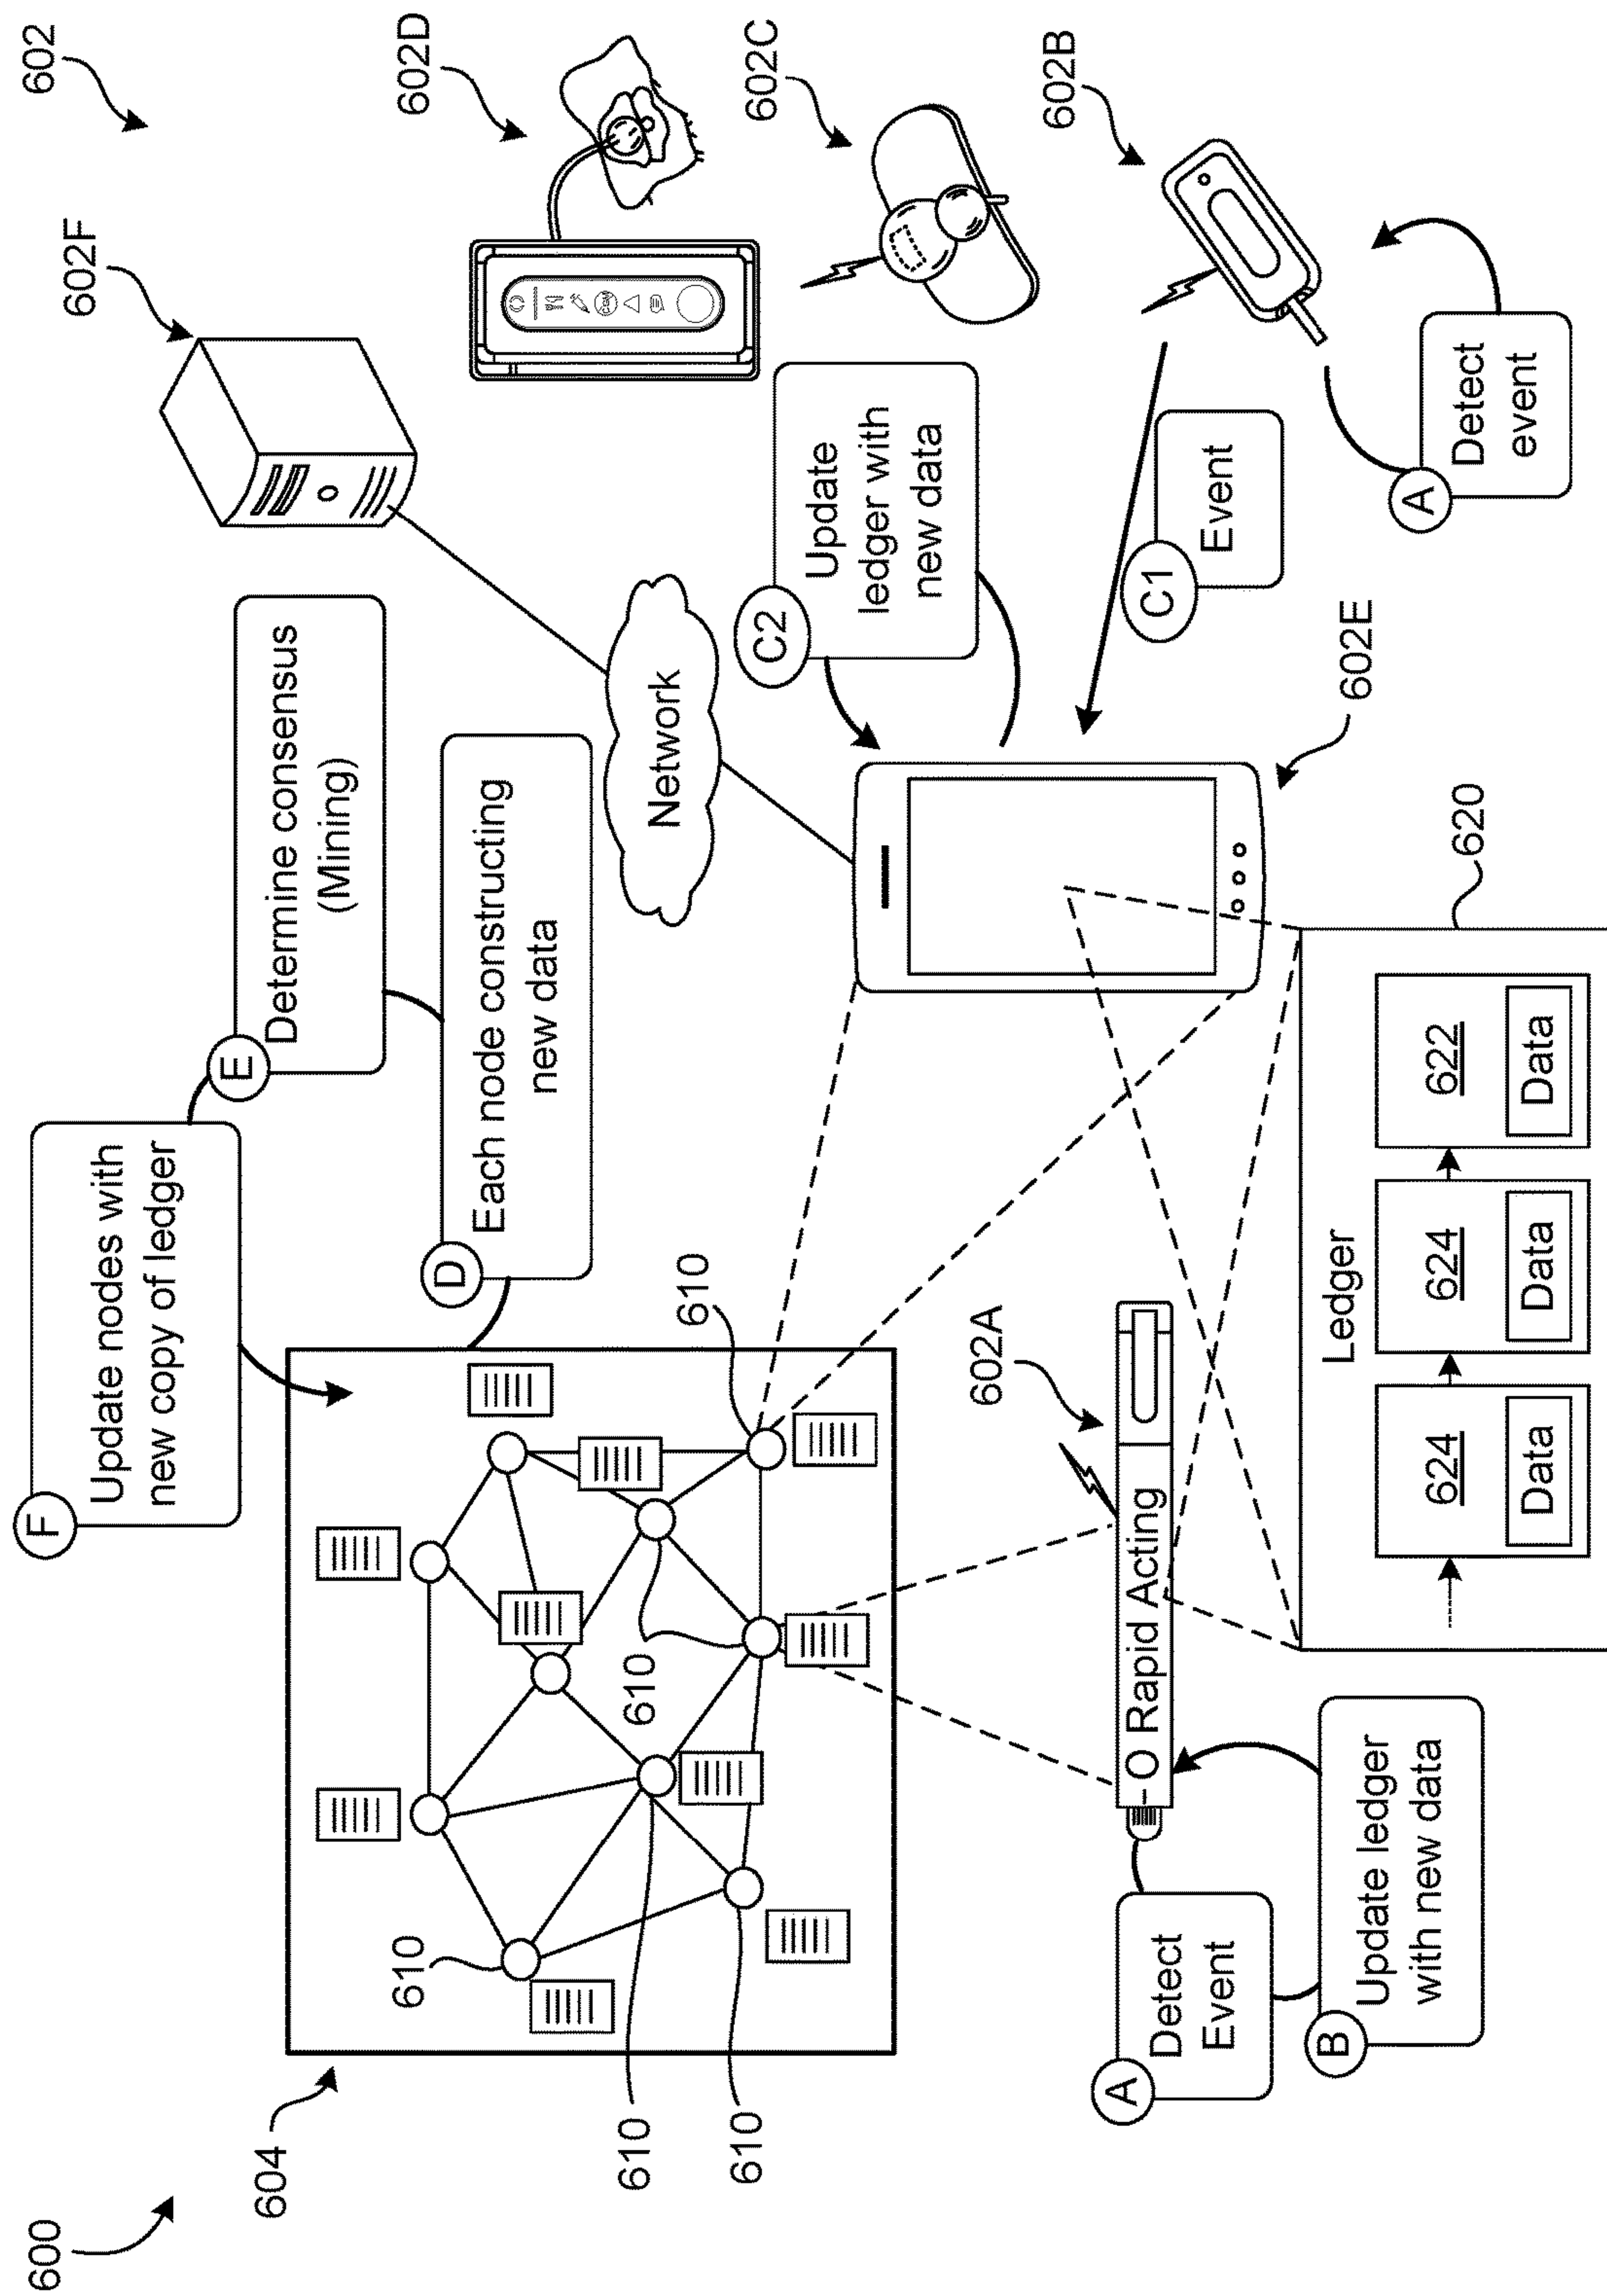 600
604
F
Update nodes with
new copy of ledger
E
Determine consensus
(Mining)
D
Each node constructing
new data
602F
602
602D
602C
602B
610
610
610
610
610
Network
C2
Update
ledger with
new data
C1
Event
A
Detect
event
602E
602A
O Rapid Acting
A
Detect
Event
B
Update ledger
with new data
620
Ledger
624
Data
624
Data
622
Data